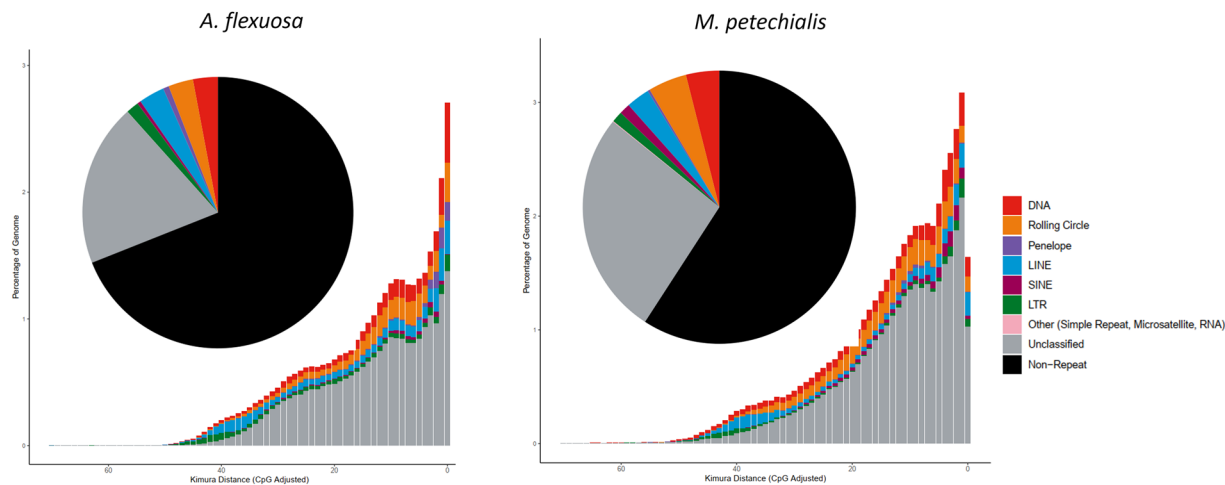 A. flexuosa
M. petechialis
Percentage of Genome
3
2
1
0
60
40
20
0
Kimura Distance (CpG Adjusted)
Percentage of Genome
3
2
1
0
60
40
20
0
Kimura Distance (CpG Adjusted)
DNA
Rolling Circle
Penelope
LINE
SINE
LTR
Other (Simple Repeat, Microsatellite, RNA)
Unclassified
Non-Repeat